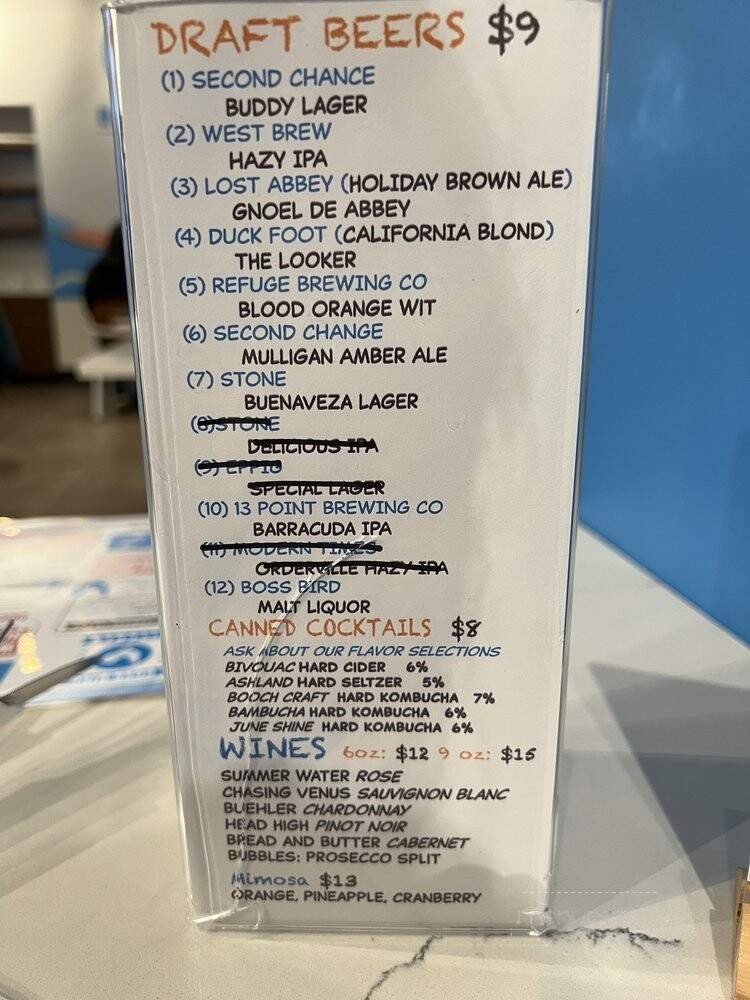 DRAFT BEERS $9
(1) SECOND CHANCE
BUDDY LAGER
(2) WEST BREW
HAZY IPA
(3) LOST ABBEY (HOLIDAY BROWN ALE)
GNOEL DE ABBEY
(4) DUCK FOOT (CALIFORNIA BLOND)
THE LOOKER
(5) REFUGE BREWING CO
BLOOD ORANGE WIT
(6) SECOND CHANGE
MULLIGAN AMBER ALE
(7) STONE
BUENAVEZA LAGER
(8) STONE
DELICIOUS IPA
(9)
SPECIAL LAGER
(10) 13 POINT BREWING CO
BARRACUDA IPA
(11) MODERN TIMES
ORDERVILLE HAZY IPA
(12) BOSS BIRD
MALT LIQUOR
CANNED COCKTAILS $8
ASK ABOUT OUR FLAVOR SELECTIONS
BIVOUAC HARD CIDER 6%
ASHLAND HARD SELTZER 5%
BOOCH CRAFT HARD KOMBUCHA 7%
BAMBUCHA HARD KOMBUCHA 6%
JUNE SHINE HARD KOMBUCHA 6%
WINES 6oz: $12 9 oz: $15
SUMMER WATER ROSE
CHASING VENUS SAUVIGNON BLANC
BUEHLER CHARDONNAY
HEAD HIGH PINOT NOIR
BREAD AND BUTTER CABERNET
BUBBLES: PROSECCO SPLIT
Mimosa $13
ORANGE, PINEAPPLE, CRANBERRY